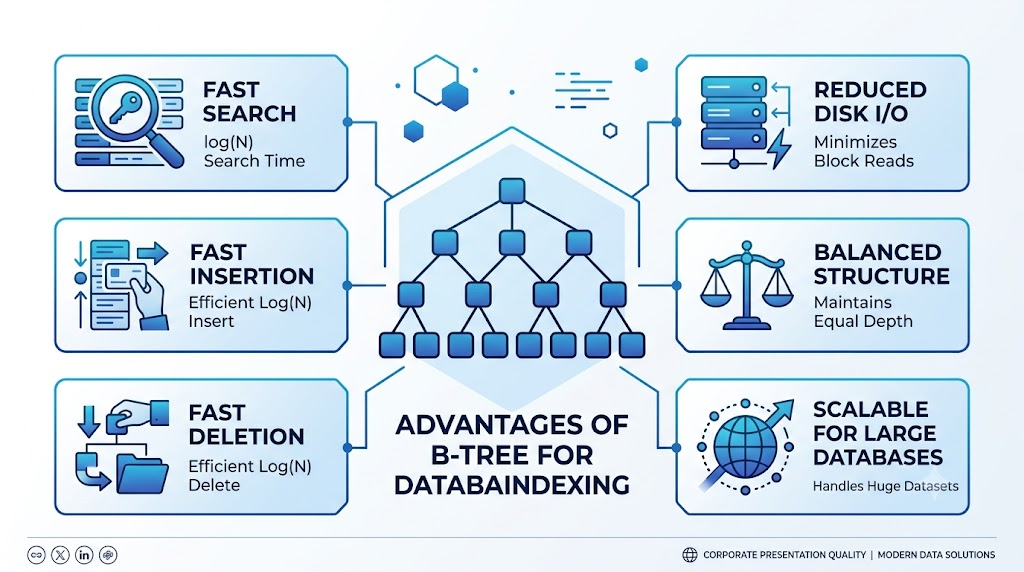 FAST
SEARCH
log(N)
Search Time
FAST
INSERTION
Efficient Log(N)
Insert
FAST
DELETION
Efficient Log(N)
Delete
ADVANTAGES OF
B-TREE FOR
DATABAINDEXING
REDUCED
DISK I/O
Minimizes
Block Reads
BALANCED
STRUCTURE
Maintains
Equal Depth
SCALABLE
FOR LARGE
DATABASES
Handles Huge Datasets
CORPORATE PRESENTATION QUALITY | MODERN DATA SOLUTIONS